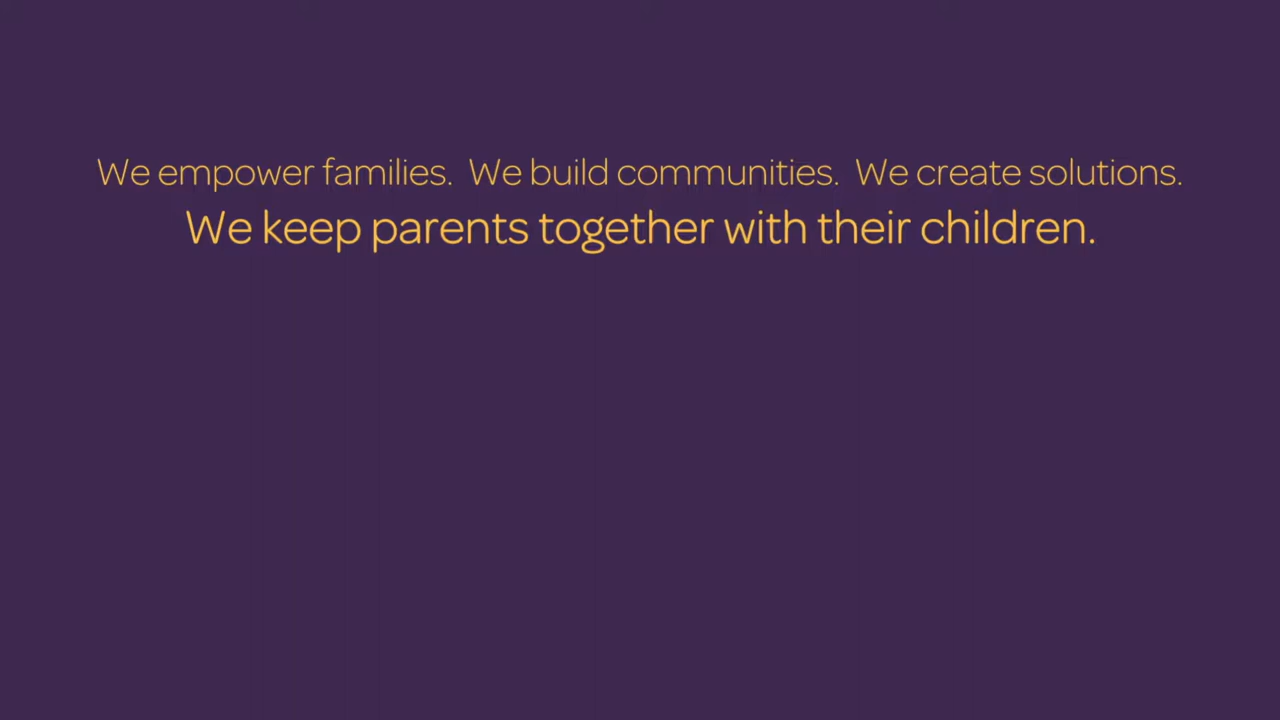 We empower families. We build communities. We create solutions.
We keep parents together with their children.